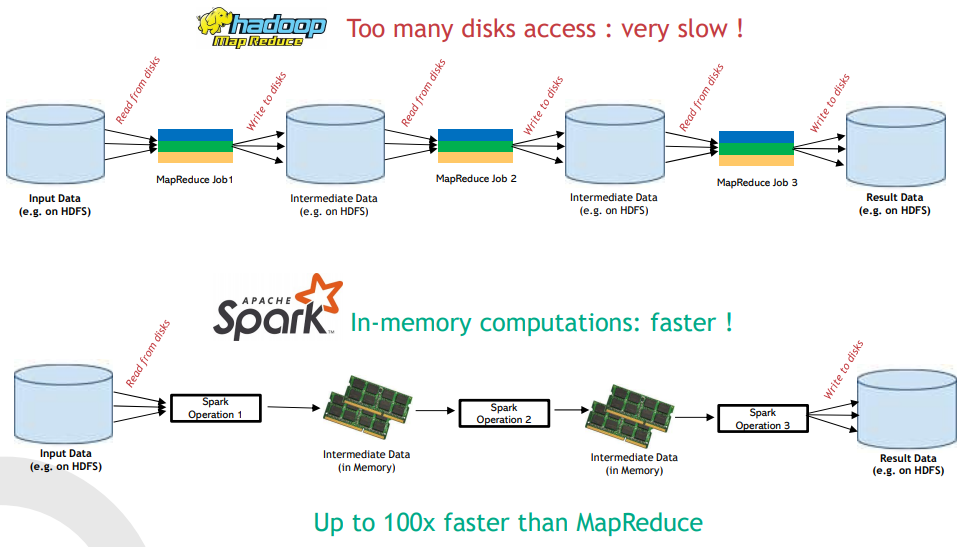 hadoop
Map Reduce
Too many disks access : very slow !
Read from disks
Write to disks
Read from disks
Write to disks
Read from disks
Write to disks
MapReduce Job1
MapReduce Job 2
MapReduce Job 3
Input Data
(e.g. on HDFS)
Intermediate Data
(e.g. on HDFS)
Intermediate Data
(e.g. on HDFS)
Result Data
(e.g. on HDFS)
APACHE
Spark™
In-memory computations: faster !
Read from disks
Write to disks
Spark
Operation 1
Spark
Operation 2
Spark
Operation 3
Input Data
(e.g. on HDFS)
Intermediate Data
(in Memory)
Intermediate Data
(in Memory)
Result Data
(e.g. on HDFS)
Up to 100x faster than MapReduce